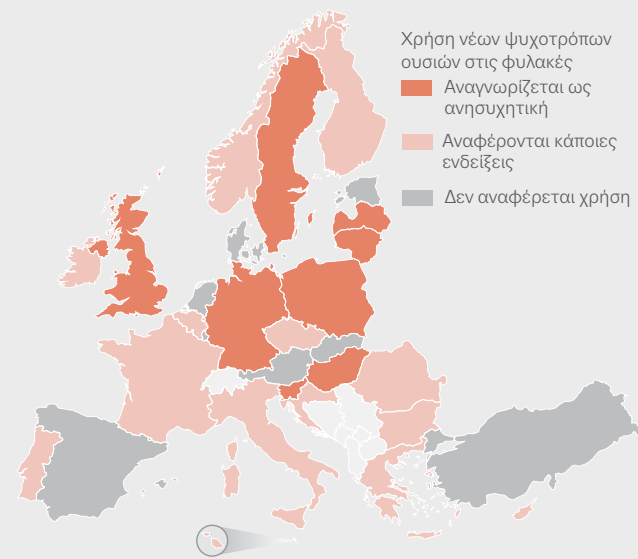 Χρήση νέων ψυχοτρόπων
ουσιών στις φυλακές
Αναγνωρίζεται ως
ανησυχητική
Αναφέρονται κάποιες
ενδείξεις
Δεν αναφέρεται χρήση